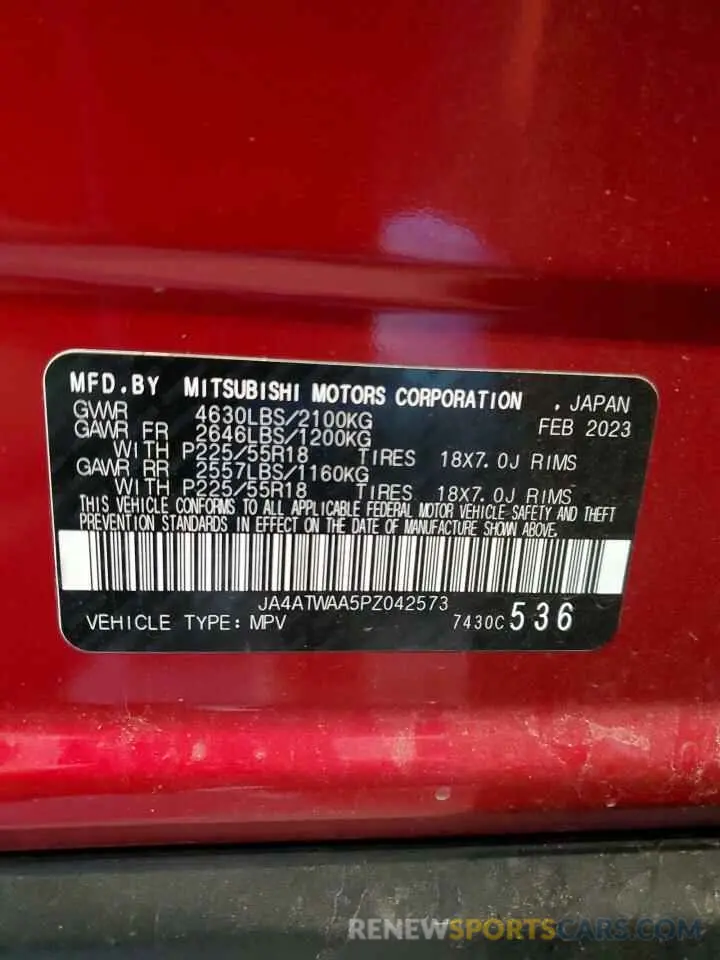 MFD.BY MITSUBISHI MOTORS CORPORATION , JAPAN
GVWR 4630LBS/2100KG FEB 2023
GAWR FR 2646LBS/1200KG
WITH P225/55R18 TIRES 18X7.0J RIMS
GAWR RR 2557LBS/1160KG
WITH P225/55R18 TIRES 18X7.0J RIMS
THIS VEHICLE CONFORMS TO ALL APPLICABLE FEDERAL MOTOR VEHICLE SAFETY AND THEFT
PREVENTION STANDARDS IN EFFECT ON THE DATE OF MANUFACTURE SHOWN ABOVE.
JA4ATWAA5PZ042573
VEHICLE TYPE: MPV 7430C 536
RENEWSPORTSCARS.COM